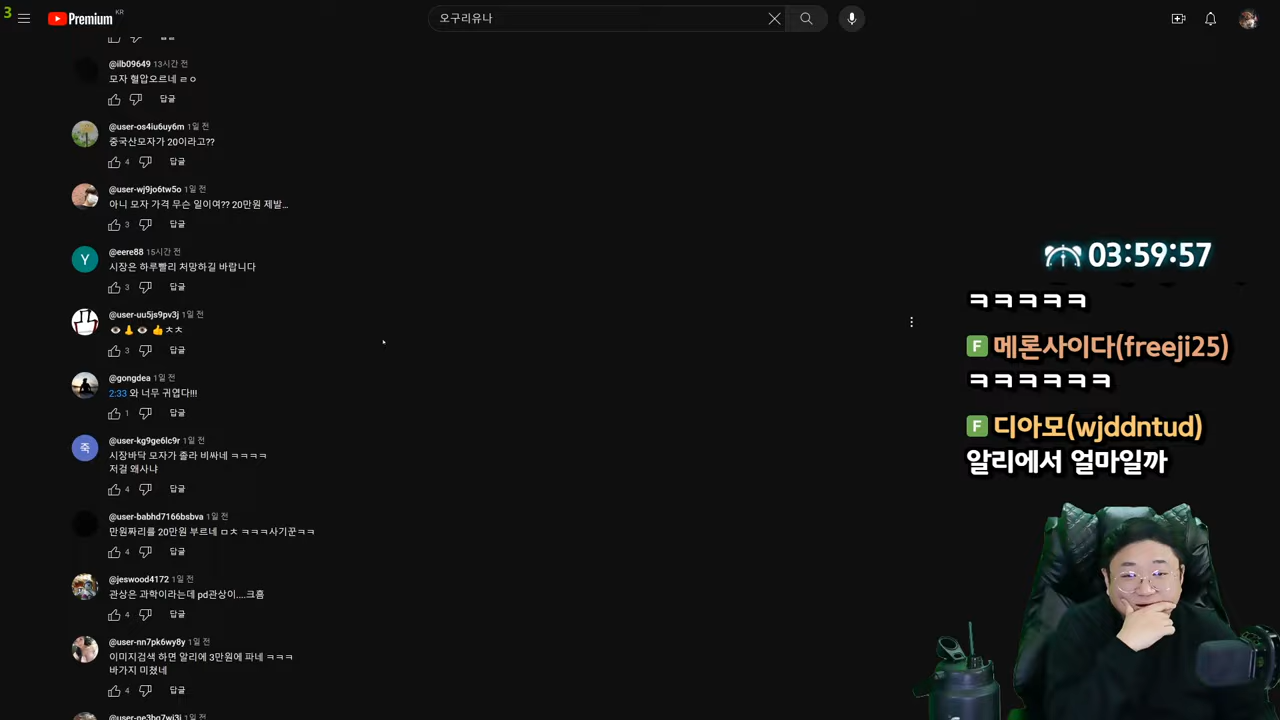 3
Premium KR
오구리유나
답글
@ilb09649 13시간 전
모자 혈압오르네 ㄹㅇ
답글
@user-os4iu6uy6m 1일 전
중국산모자가 20이라고??
4 답글
@user-wj9jo6tw5o 1일 전
아니 모자 가격 무슨 일이여?? 20만원 제발...
3 답글
Y
@eere88 15시간 전
시장은 하루빨리 처망하길 바랍니다
3 답글
@user-uu5js9pv3j 1일 전
👁️👃👁️ 👍ㅊㅊ
3 답글
@gongdea 1일 전
2:33 와 너무 귀엽다!!!
1 답글
죽
@user-kg9ge6lc9r 1일 전
시장바닥 모자가 졸라 비싸네 ㅋㅋㅋㅋ
저걸 왜사냐
4 답글
@user-babhd7166bsbva 1일 전
만원짜리를 20만원 부르네 ㅁㅊ ㅋㅋㅋ사기꾼ㅋㅋ
4 답글
@jeswood4172 1일 전
관상은 과학이라는데 pd관상이....크흠
4 답글
@user-nn7pk6wy8y 1일 전
이미지검색 하면 알리에 3만원에 파네 ㅋㅋㅋ
바가지 미쳤네
4 답글
03:59:57
ㅋㅋㅋㅋㅋ
F 메론사이다(freeji25)
ㅋㅋㅋㅋㅋㅋ
F 디아모(wjddntud)
알리에서 얼마일까